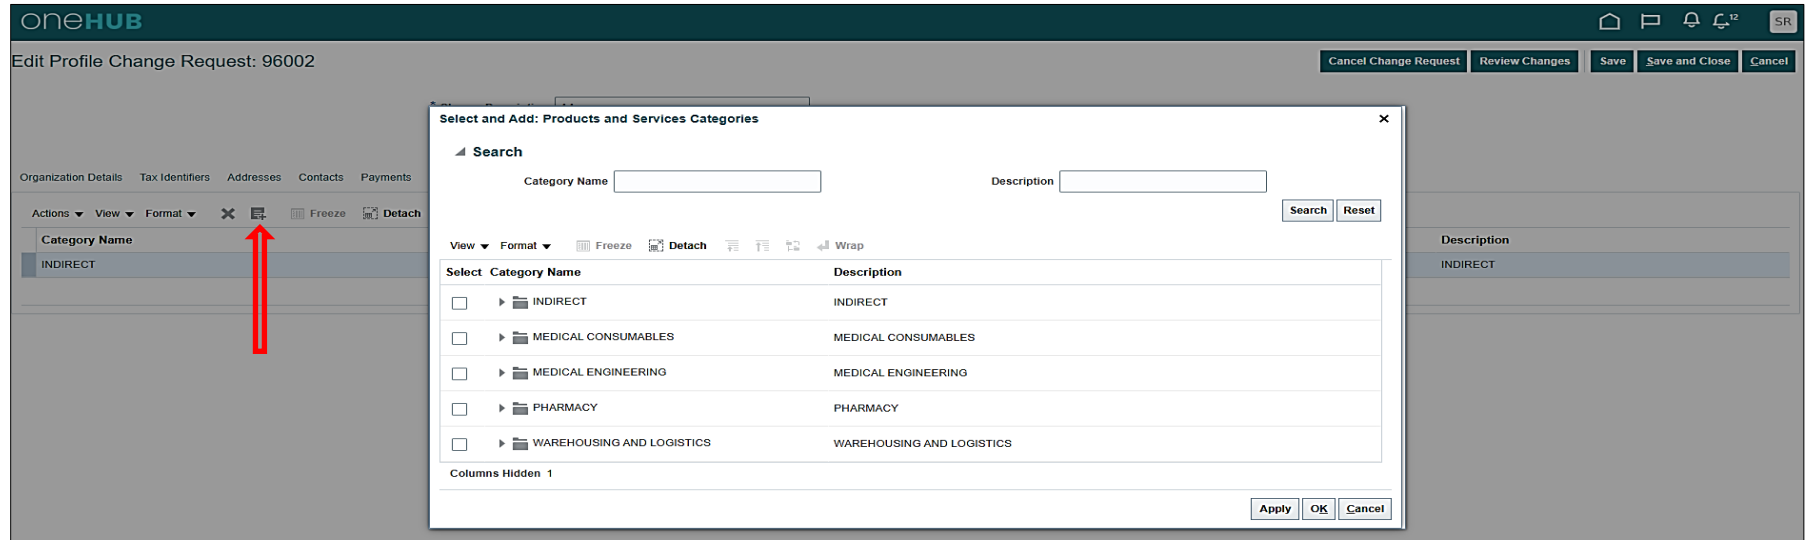 oneHUB
12
SR
Edit Profile Change Request: 96002
Cancel Change Request Review Changes Save Save and Close Cancel
Select and Add: Products and Services Categories
Search
Category Name
Description
Search Reset
Organization Details Tax Identifiers Addresses Contacts Payments
Actions View Format Freeze Detach
Category Name
Description
INDIRECT
INDIRECT
View Format Freeze Detach Wrap
Select Category Name Description
INDIRECT INDIRECT
MEDICAL CONSUMABLES MEDICAL CONSUMABLES
MEDICAL ENGINEERING MEDICAL ENGINEERING
PHARMACY PHARMACY
WAREHOUSING AND LOGISTICS WAREHOUSING AND LOGISTICS
Columns Hidden 1
Apply OK Cancel